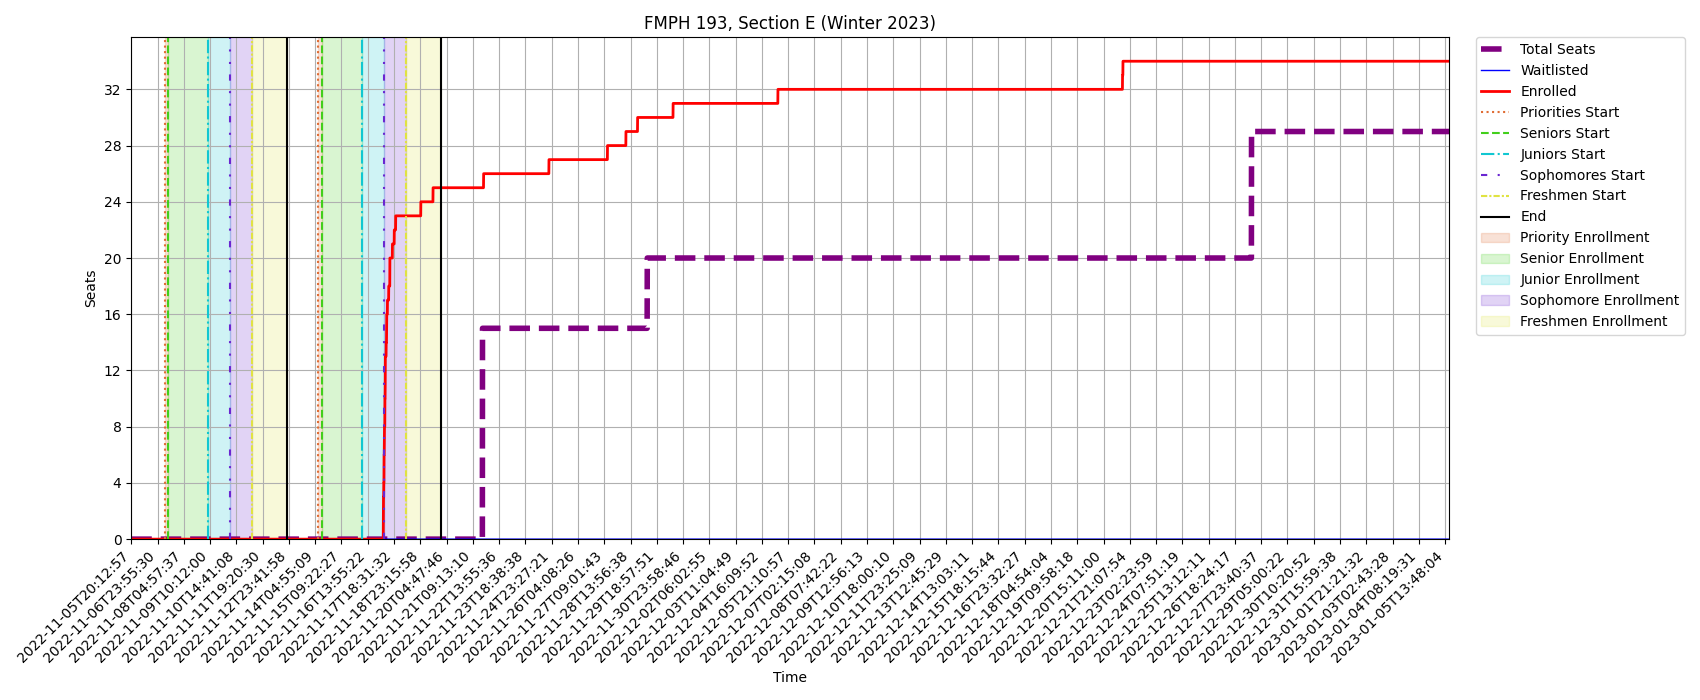 FMPH 193, Section E (Winter 2023)
Total Seats
Waitlisted
Enrolled
Priorities Start
Seniors Start
Juniors Start
Sophomores Start
Freshmen Start
End
Priority Enrollment
Senior Enrollment
Junior Enrollment
Sophomore Enrollment
Freshmen Enrollment
Seats
32
28
24
20
16
12
8
4
0
2022-11-05T20:12:57
2022-11-06T23:55:30
2022-11-08T04:57:37
2022-11-09T10:12:00
2022-11-10T14:41:08
2022-11-11T19:20:30
2022-11-12T23:41:58
2022-11-14T04:55:09
2022-11-15T09:22:27
2022-11-16T13:55:22
2022-11-17T18:31:32
2022-11-18T23:15:58
2022-11-20T04:47:46
2022-11-21T09:13:10
2022-11-22T13:55:36
2022-11-23T18:38:38
2022-11-24T23:27:21
2022-11-26T04:08:26
2022-11-27T09:01:43
2022-11-28T13:56:38
2022-11-29T18:57:51
2022-11-30T23:58:46
2022-12-02T06:02:55
2022-12-03T11:04:49
2022-12-04T16:09:52
2022-12-05T21:10:57
2022-12-07T02:15:08
2022-12-08T07:42:22
2022-12-09T12:56:13
2022-12-10T18:00:10
2022-12-11T23:25:09
2022-12-13T12:45:29
2022-12-14T13:03:11
2022-12-15T18:15:44
2022-12-16T23:32:27
2022-12-18T04:54:04
2022-12-19T09:58:18
2022-12-20T15:11:00
2022-12-21T21:07:54
2022-12-23T02:23:59
2022-12-24T07:51:19
2022-12-25T13:12:11
2022-12-26T18:24:17
2022-12-27T23:40:37
2022-12-29T05:00:22
2022-12-30T10:20:52
2022-12-31T15:59:38
2023-01-01T21:21:32
2023-01-03T02:43:28
2023-01-04T08:19:31
2023-01-05T13:48:04
Time